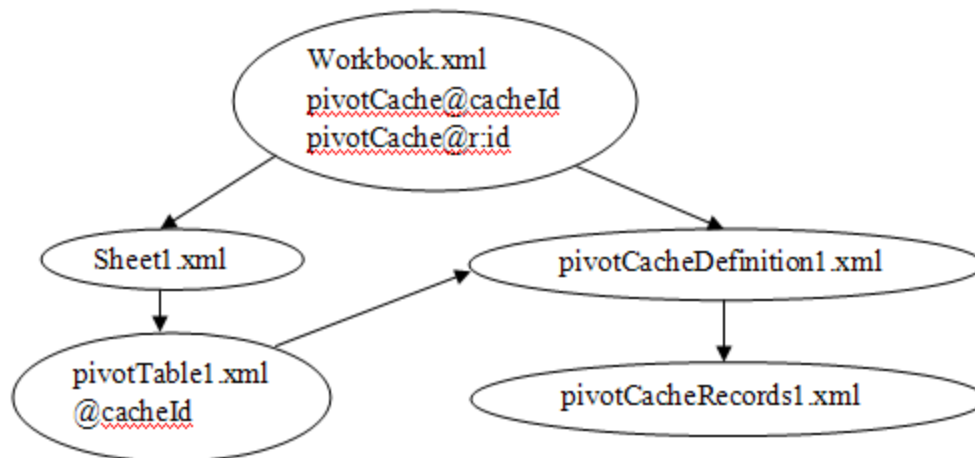 Workbook.xml
pivotCache@cacheId
pivotCache@r:id
Sheet1.xml
pivotCacheDefinition1.xml
pivotTable1.xml
@cacheId
pivotCacheRecords1.xml